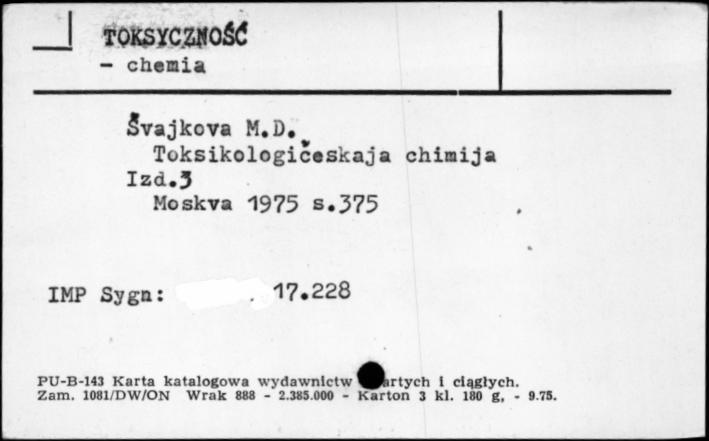 TOKSYCZNOŚĆ
- chemia
Švajkova M.D.
Toksikologičeskaja chimija
Izd.3
Moskva 1975 s.375
IMP Sygn: 17.228
PU-B-143 Karta katalogowa wydawnictw i ciągłych.
Zam. 1081/DW/ON Wrak 888 - 2.385.000 - Karton 3 kl. 180 g, - 9.75.